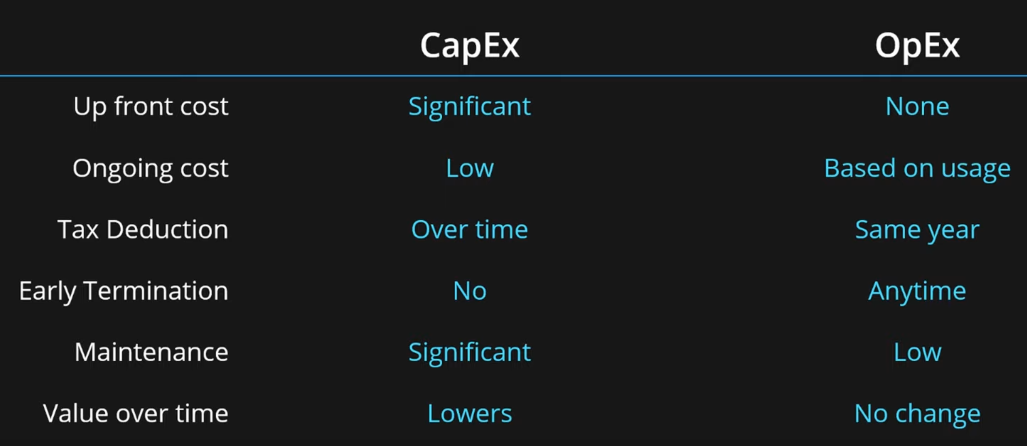 CapEx OpEx
Up front cost Significant None
Ongoing cost Low Based on usage
Tax Deduction Over time Same year
Early Termination No Anytime
Maintenance Significant Low
Value over time Lowers No change